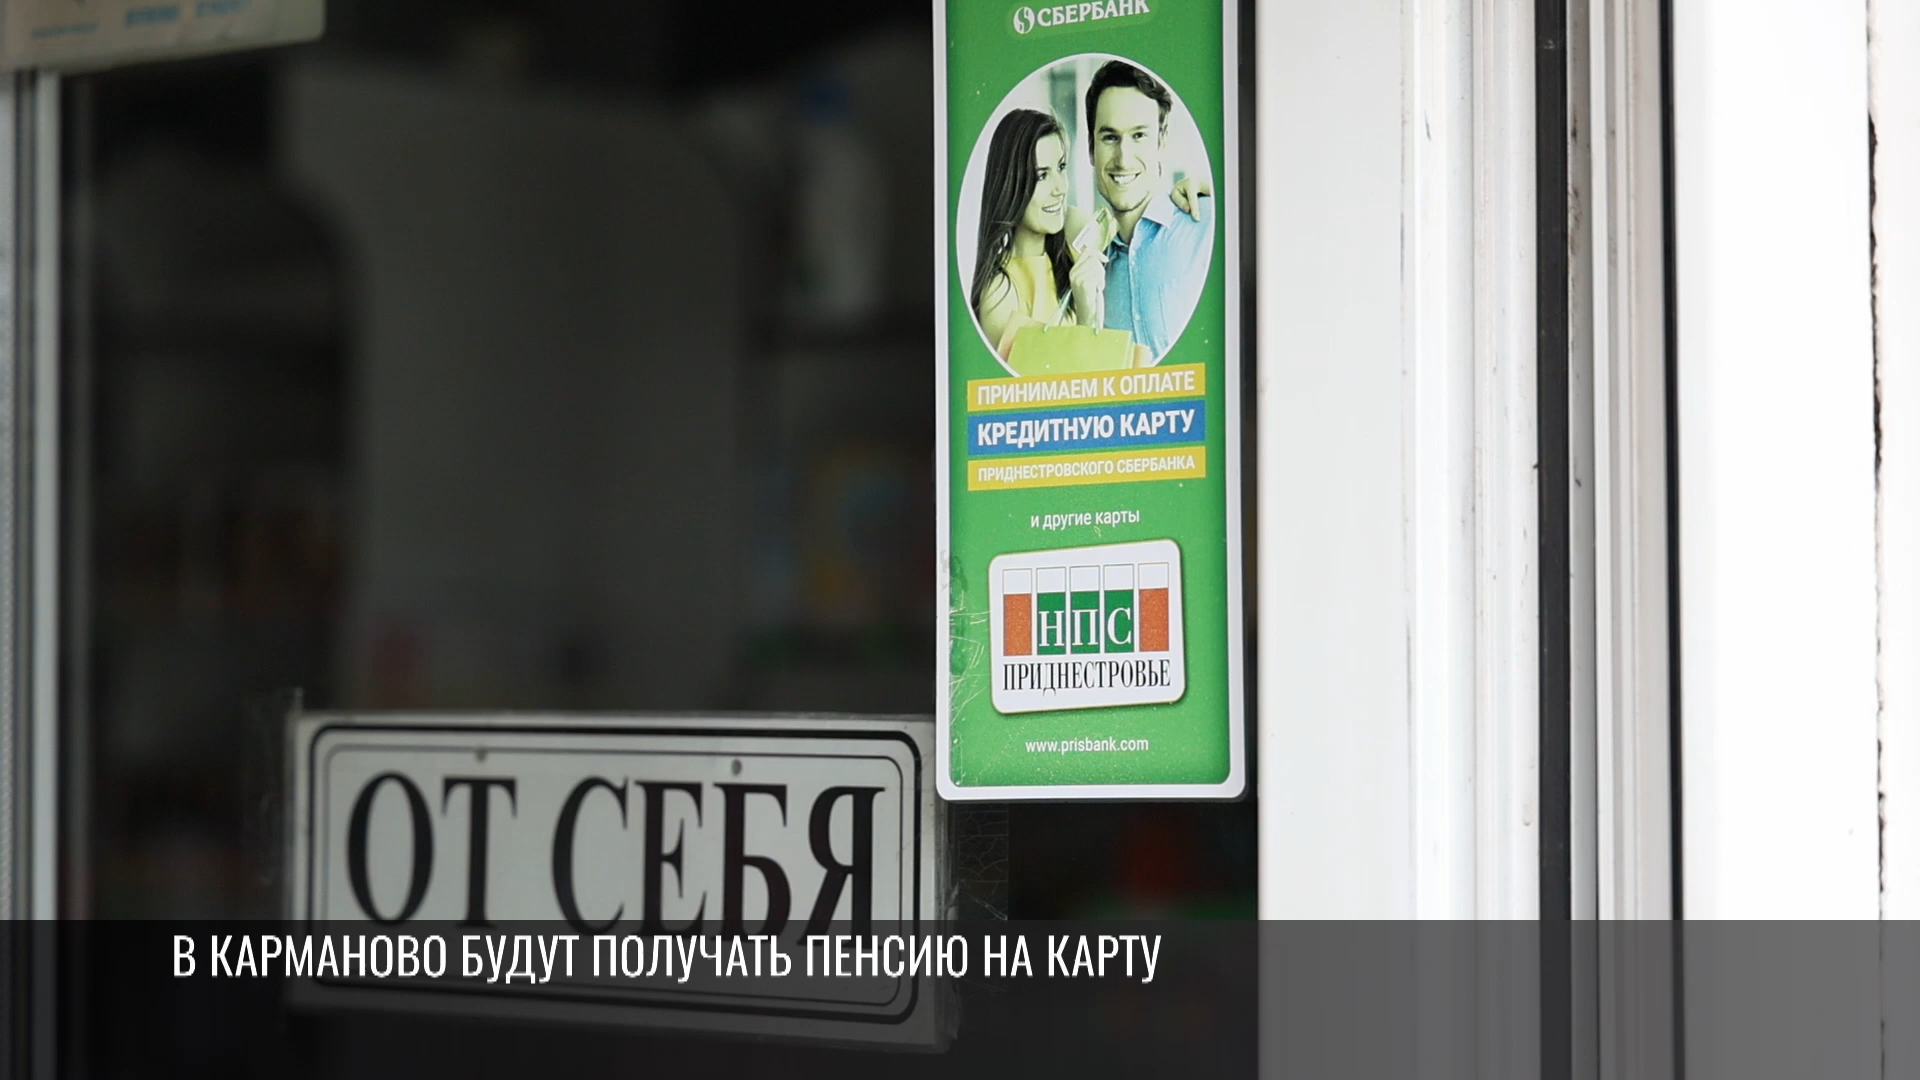 СБЕРБАНК
ПРИНИМАЕМ К ОПЛАТЕ
КРЕДИТНУЮ КАРТУ
ПРИДНЕСТРОВСКОГО СБЕРБАНКА
и другие карты
НПС
ПРИДНЕСТРОВЬЕ
www.prisbank.com
ОТ СЕБЯ
В КАРМАНОВО БУДУТ ПОЛУЧАТЬ ПЕНСИЮ НА КАРТУ